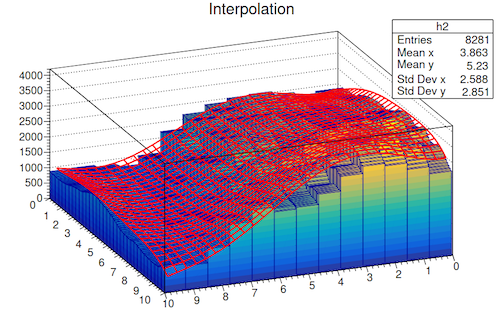 Interpolation
h2
Entries 8281
Mean x 3.863
Mean y 5.23
Std Dev x 2.588
Std Dev y 2.851
4000
3500
3000
2500
2000
1500
1000
500
0
0
1
2
3
4
5
6
7
8
9
10
10 9 8 7 6 5 4 3 2 1 0